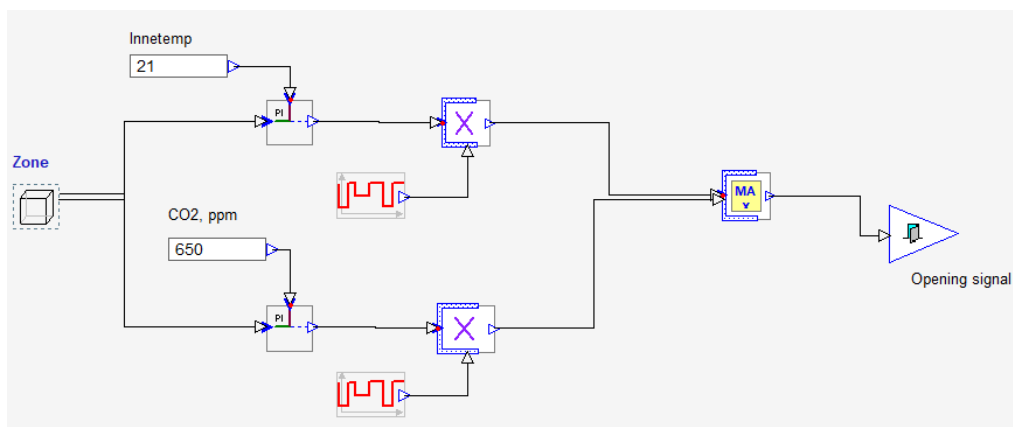 Innetemp
21
PI
Zone
CO2, ppm
650
PI
MA
Opening signal